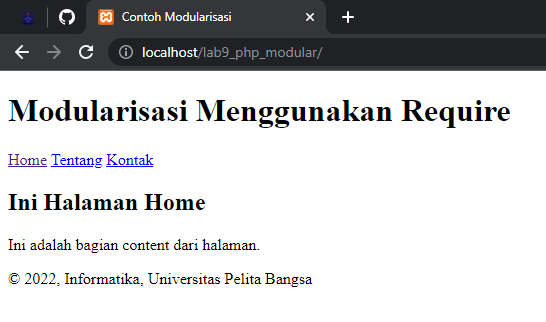 Contoh Modularisasi
localhost/lab9_php_modular/
Modularisasi Menggunakan Require
Home Tentang Kontak
Ini Halaman Home
Ini adalah bagian content dari halaman.
© 2022, Informatika, Universitas Pelita Bangsa